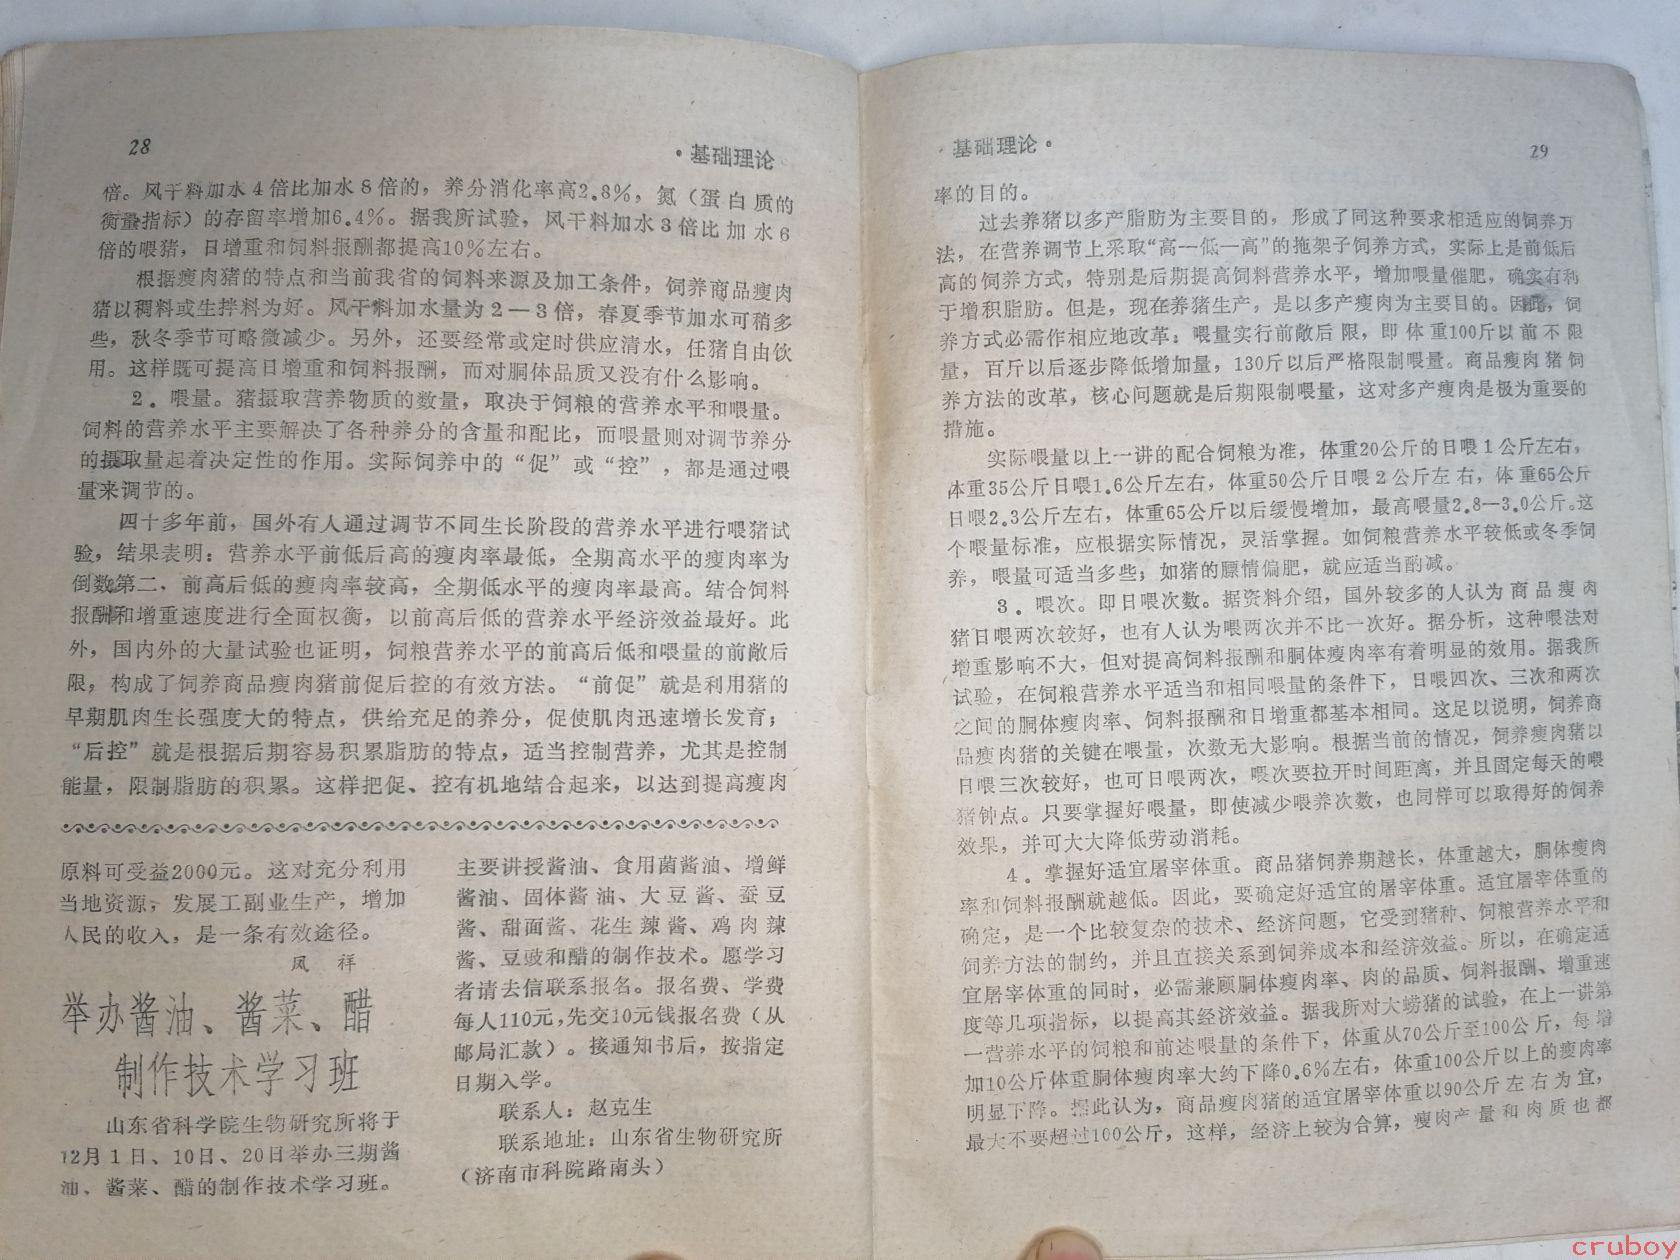 28
·基础理论
倍。风干料加水4倍比加水8倍的，养分消化率高2.8%，氮（蛋白质的
衡量指标）的存留率增加6.4%。据我所试验，风干料加水3倍比加水6
倍的喂猪，日增重和饲料报酬都提高10%左右。
根据瘦肉猪的特点和当前我省的饲料来源及加工条件，饲养商品瘦肉
猪以稠料或生拌料为好。风干料加水量为2—3倍，春夏季节加水可稍多
些，秋冬季节可略微减少。另外，还要经常或定时供应清水，任猪自由饮
用。这样既可提高日增重和饲料报酬，而对胴体品质又没有什么影响。
2．喂量。猪摄取营养物质的数量，取决于饲粮的营养水平和喂量。
饲料的营养水平主要解决了各种养分的含量和配比，而喂量则对调节养分
的摄取量起着决定性的作用。实际饲养中的“促”或“控”，都是通过喂
量来调节的。
四十多年前，国外有人通过调节不同生长阶段的营养水平进行喂猪试
验，结果表明：营养水平前低后高的瘦肉率最低，全期高水平的瘦肉率为
倒数第二，前高后低的瘦肉率较高，全期低水平的瘦肉率最高。结合饲料
报酬和增重速度进行全面权衡，以前高后低的营养水平经济效益最好。此
外，国内外的大量试验也证明，饲粮营养水平的前高后低和喂量的前敞后
限，构成了饲养商品瘦肉猪前促后控的有效方法。“前促”就是利用猪的
早期肌肉生长强度大的特点，供给充足的养分，促使肌肉迅速增长发育；
“后控”就是根据后期容易积累脂肪的特点，适当控制营养，尤其是控制
能量，限制脂肪的积累。这样把促、控有机地结合起来，以达到提高瘦肉
原料可受益2000元。这对充分利用
当地资源，发展工副业生产，增加
人民的收入，是一条有效途径。
凤祥
举办酱油、酱菜、醋
制作技术学习班
山东省科学院生物研究所将于
12月1日、10日、20日举办三期酱
油、酱菜、醋的制作技术学习班。
主要讲授酱油、食用菌酱油、增鲜
酱油、固体酱油、大豆酱、蚕豆
酱、甜面酱、花生辣酱、鸡肉辣
酱、豆豉和醋的制作技术。愿学习
者请去信联系报名。报名费、学费
每人110元，先交10元钱报名费（从
邮局汇款）。接通知书后，按指定
日期入学。
联系人：赵克生
联系地址：山东省生物研究所
（济南市科院路南头）
·基础理论·
29
率的目的。
过去养猪以多产脂肪为主要目的，形成了同这种要求相适应的饲养方
法，在营养调节上采取“高—低—高”的拖架子饲养方式，实际上是前低后
高的饲养方式，特别是后期提高饲料营养水平，增加喂量催肥，确实有利
于增积脂肪。但是，现在养猪生产，是以多产瘦肉为主要目的。因此，饲
养方式必需作相应地改革：喂量实行前敞后限，即体重100斤以前不限
量，百斤以后逐步降低增加量，130斤以后严格限制喂量。商品瘦肉猪饲
养方法的改革，核心问题就是后期限制喂量，这对多产瘦肉是极为重要的
措施。
实际喂量以上一讲的配合饲粮为准，体重20公斤的日喂1公斤左右，
体重35公斤日喂1.6公斤左右，体重50公斤日喂2公斤左右，体重65公斤
日喂2.3公斤左右，体重65公斤以后缓慢增加，最高喂量2.8—3.0公斤。这
个喂量标准，应根据实际情况，灵活掌握。如饲粮营养水平较低或冬季饲
养，喂量可适当多些；如猪的膘情偏肥，就应适当酌减。
3．喂次。即日喂次数。据资料介绍，国外较多的人认为商品瘦肉
猪日喂两次较好，也有人认为喂两次并不比一次好。据分析，这种喂法对
增重影响不大，但对提高饲料报酬和胴体瘦肉率有着明显的效用。据我所
试验，在饲粮营养水平适当和相同喂量的条件下，日喂四次、三次和两次
之间的胴体瘦肉率、饲料报酬和日增重都基本相同。这足以说明，饲养商
品瘦肉猪的关键在喂量，次数无大影响。根据当前的情况，饲养瘦肉猪以
日喂三次较好，也可日喂两次，喂次要拉开时间距离，并且固定每天的喂
猪钟点。只要掌握好喂量，即使减少喂养次数，也同样可以取得好的饲养
效果，并可大大降低劳动消耗。
4．掌握好适宜屠宰体重。商品猪饲养期越长，体重越大，胴体瘦肉
率和饲料报酬就越低。因此，要确定好适宜的屠宰体重。适宜屠宰体重的
确定，是一个比较复杂的技术、经济问题，它受到猪种、饲粮营养水平和
饲养方法的制约，并且直接关系到饲养成本和经济效益。所以，在确定适
宜屠宰体重的同时，必需兼顾胴体瘦肉率、肉的品质、饲料报酬、增重速
度等几项指标，以提高其经济效益。据我所对大崂猪的试验，在上一讲第
一营养水平的饲粮和前述喂量的条件下，体重从70公斤至100公斤，每增
加10公斤体重胴体瘦肉率大约下降0.6%左右，体重100公斤以上的瘦肉率
明显下降。据此认为，商品瘦肉猪的适宜屠宰体重以90公斤左右为宜，
最大不要超过100公斤，这样，经济上较为合算，瘦肉产量和肉质也都
cruboy